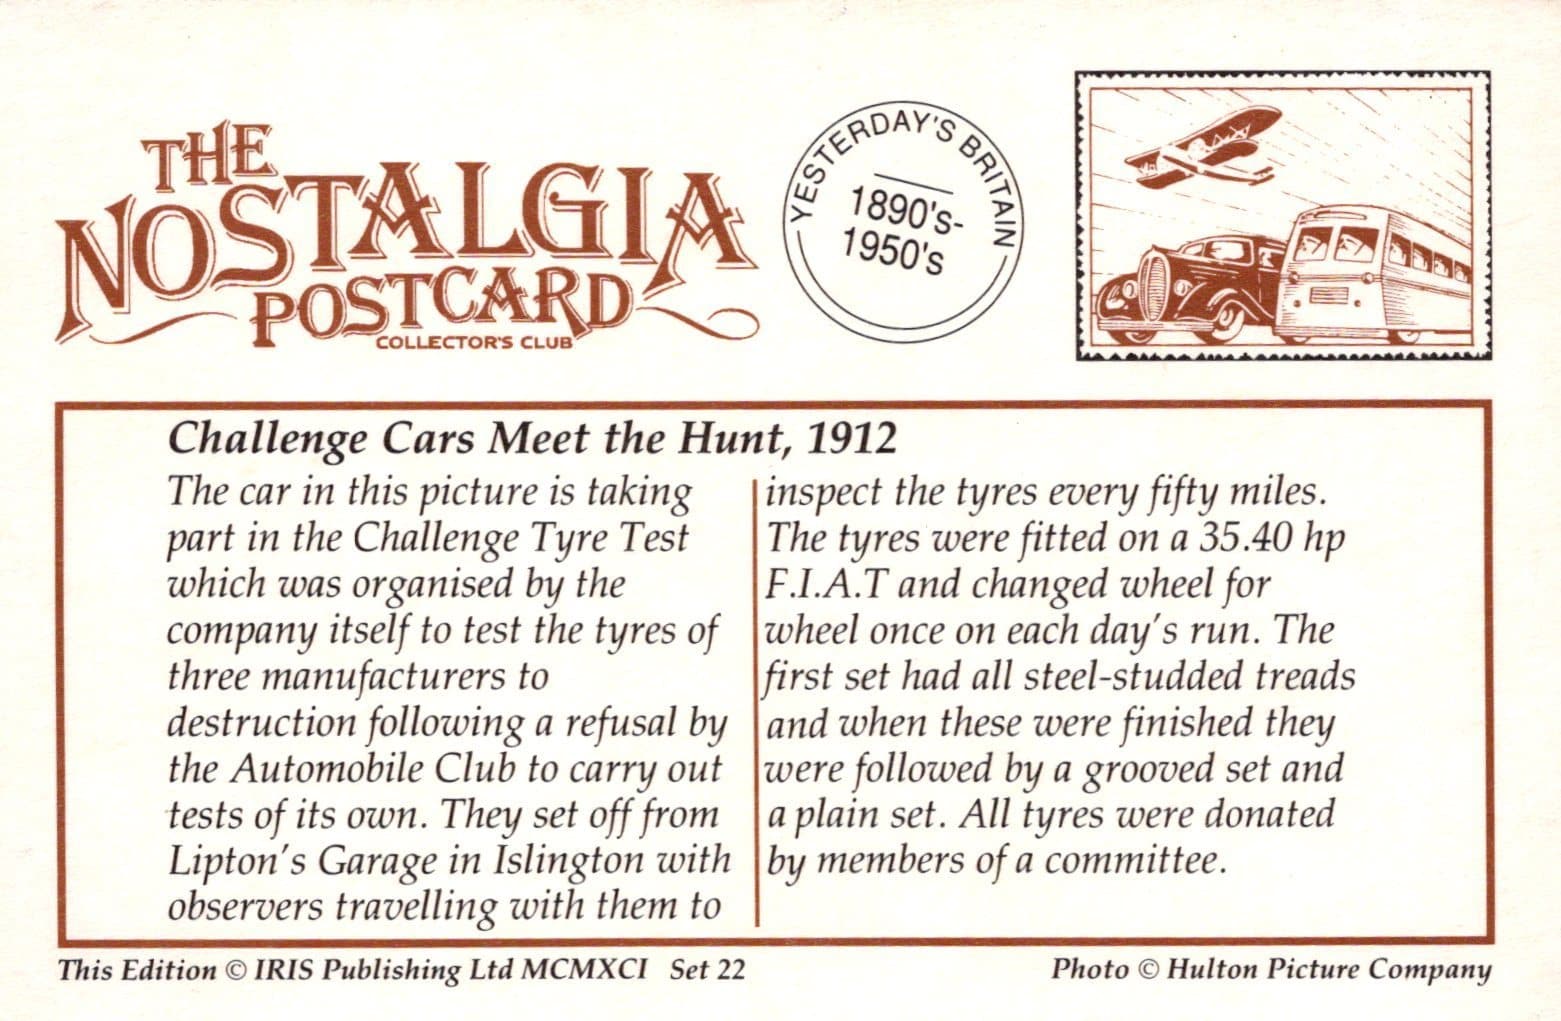 THE
NOSTALGIA
POSTCARD
COLLECTOR'S CLUB
YESTERDAY'S BRITAIN
1890's-
1950's
Challenge Cars Meet the Hunt, 1912
The car in this picture is taking
part in the Challenge Tyre Test
which was organised by the
company itself to test the tyres of
three manufacturers to
destruction following a refusal by
the Automobile Club to carry out
tests of its own. They set off from
Lipton's Garage in Islington with
observers travelling with them to
inspect the tyres every fifty miles.
The tyres were fitted on a 35.40 hp
F.I.A.T and changed wheel for
wheel once on each day's run. The
first set had all steel-studded treads
and when these were finished they
were followed by a grooved set and
a plain set. All tyres were donated
by members of a committee.
This Edition © IRIS Publishing Ltd MCMXCI Set 22
Photo © Hulton Picture Company